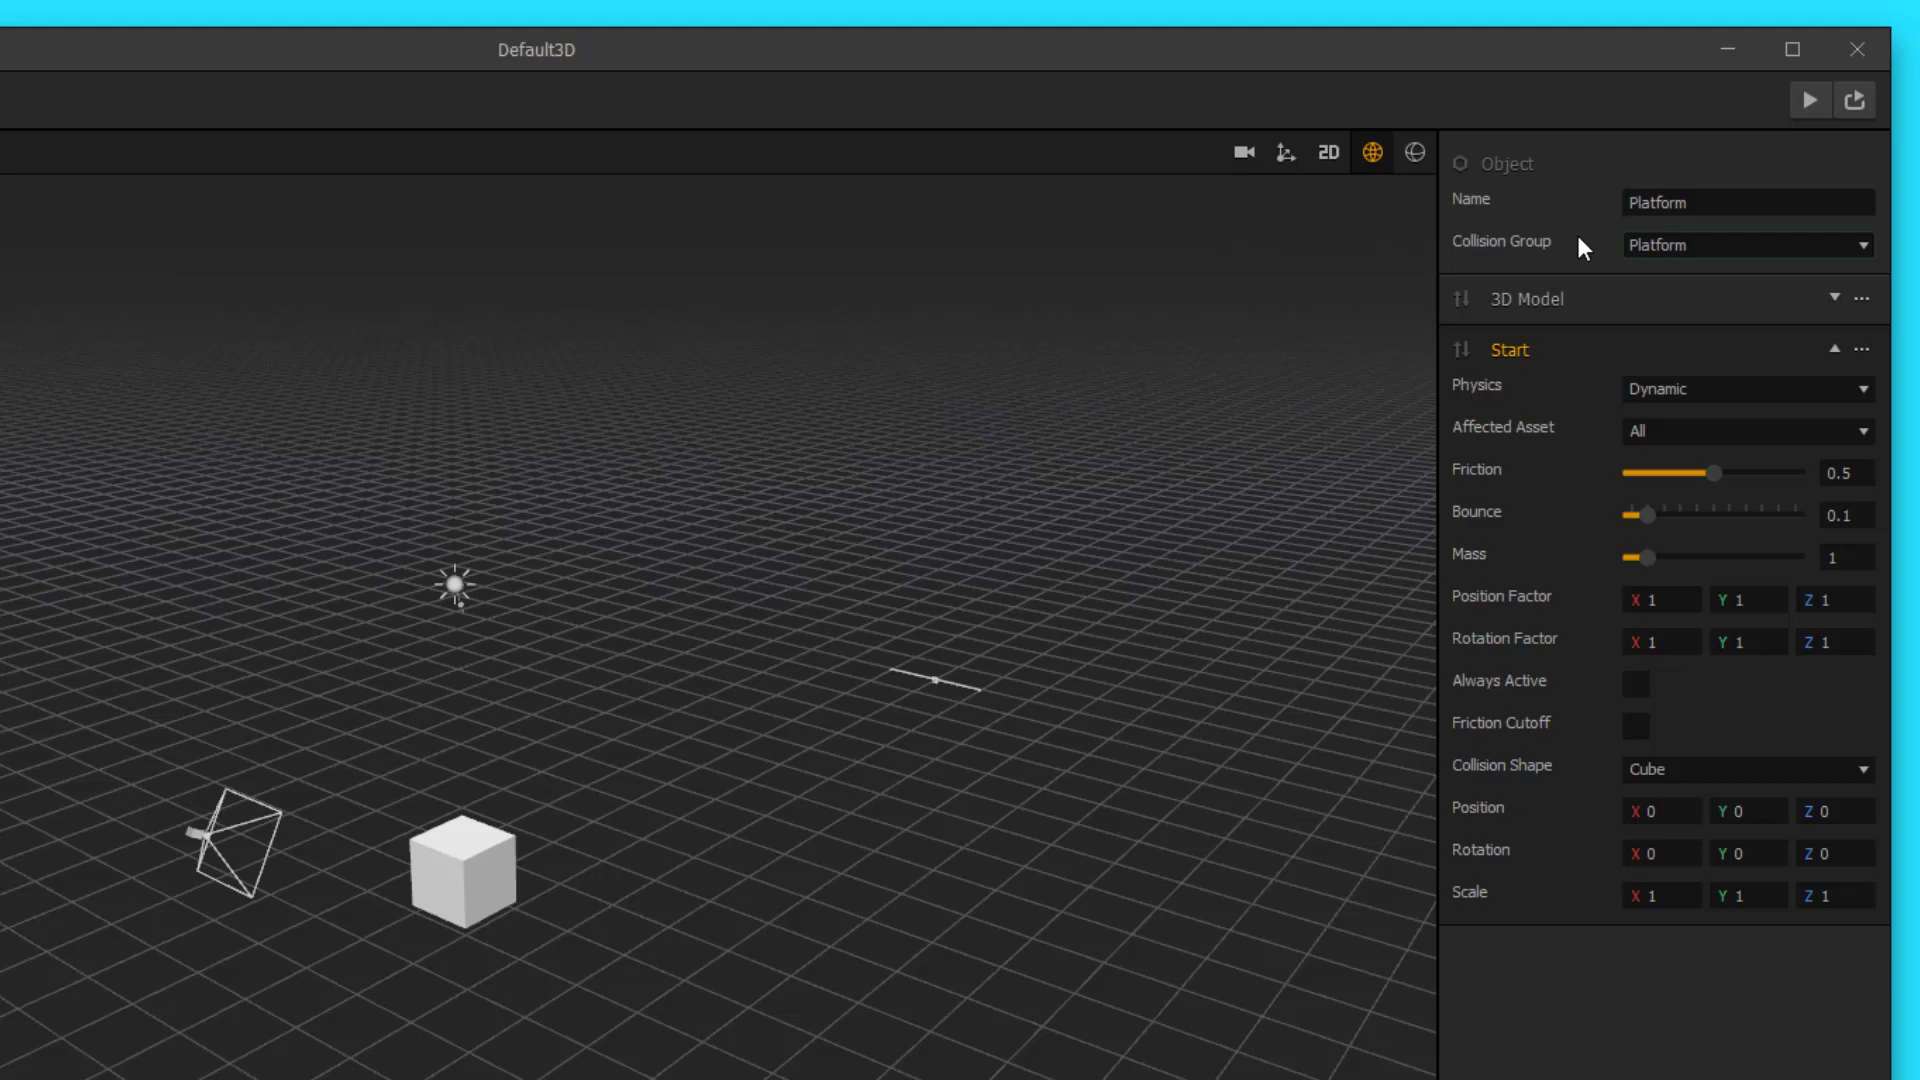 Default3D
2D
Object
Name Platform
Collision Group Platform
3D Model
Start
Physics Dynamic
Affected Asset All
Friction 0.5
Bounce 0.1
Mass 1
Position Factor X 1 Y 1 Z 1
Rotation Factor X 1 Y 1 Z 1
Always Active
Friction Cutoff
Collision Shape Cube
Position X 0 Y 0 Z 0
Rotation X 0 Y 0 Z 0
Scale X 1 Y 1 Z 1